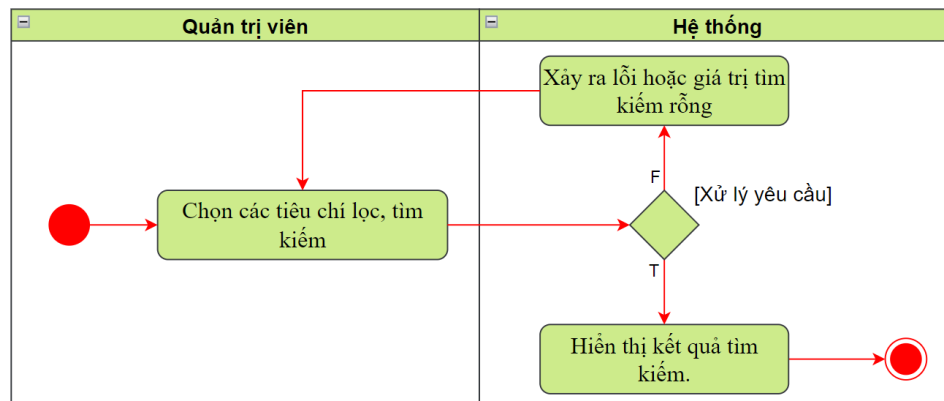 Quản trị viên
Hệ thống
Xảy ra lỗi hoặc giá trị tìm
kiếm rỗng
F
[Xử lý yêu cầu]
Chọn các tiêu chí lọc, tìm
kiếm
T
Hiển thị kết quả tìm
kiếm.